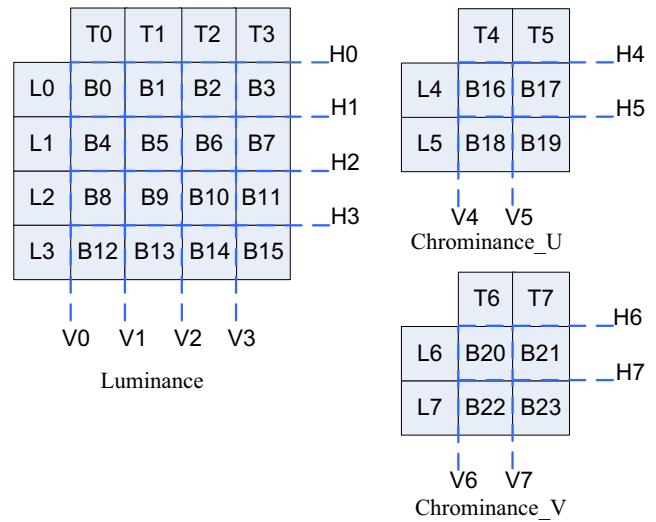 T0 T1 T2 T3
H0
L0 B0 B1 B2 B3
H1
L1 B4 B5 B6 B7
H2
L2 B8 B9 B10 B11
H3
L3 B12 B13 B14 B15
V0 V1 V2 V3
Luminance
T4 T5
H4
L4 B16 B17
H5
L5 B18 B19
V4 V5
Chrominance_U
T6 T7
H6
L6 B20 B21
H7
L7 B22 B23
V6 V7
Chrominance_V